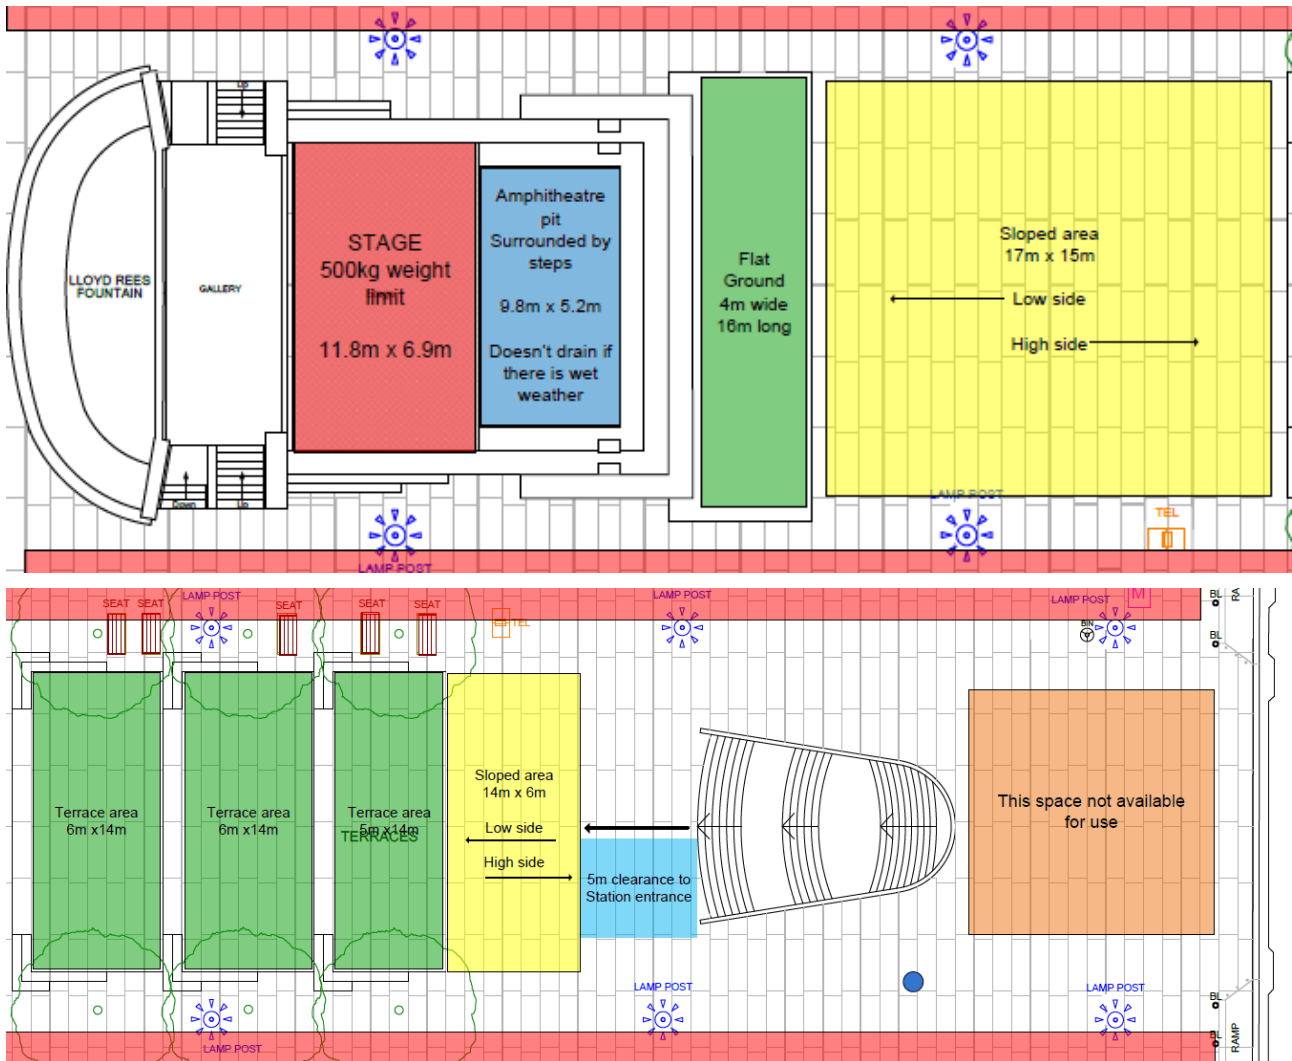 Up
LLOYD REES
FOUNTAIN
GALLERY
STAGE
500kg weight
limit
11.8m x 6.9m
Amphitheatre
pit
Surrounded by
steps
9.8m x 5.2m
Doesn't drain if
there is wet
weather
Flat
Ground
4m wide
16m long
Sloped area
17m x 15m
Low side
High side
Down
Up
LAMP POST
TEL
LAMP POST
SEAT
SEAT
LAMP POST
SEAT
SEAT
SEAT
TEL
LAMP POST
LAMP POST
M
BIN
BL
RA
BL
Terrace area
6m x14m
Terrace area
6m x14m
Terrace area
5m x14m
TERRACES
Sloped area
14m x 6m
Low side
High side
5m clearance to
Station entrance
This space not available
for use
LAMP POST
LAMP POST
BL
RAMP
LAMP POST